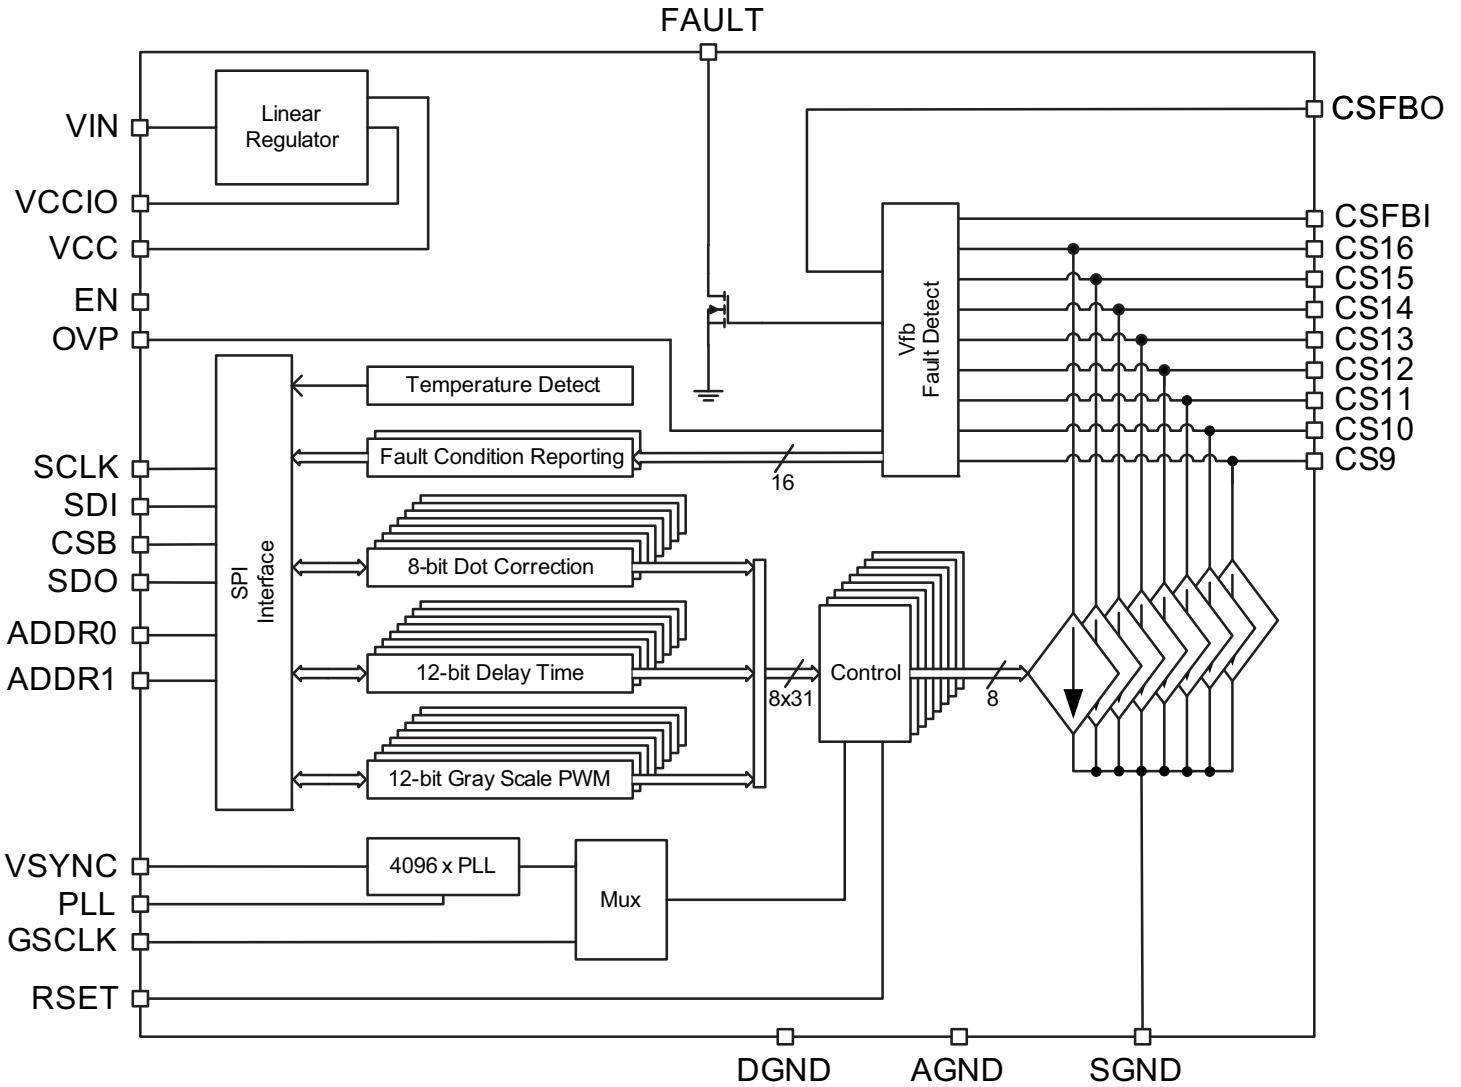 FAULT
VIN
Linear
Regulator
CSFBO
VCCIO
CSFBI
VCC
CS16
CS15
EN
CS14
OVP
Vfb
Fault Detect
CS13
Temperature Detect
CS12
CS11
CS10
SCLK
Fault Condition Reporting
16
CS9
SDI
CSB
SDO
SPI
Interface
8-bit Dot Correction
ADDR0
ADDR1
12-bit Delay Time
8x31
Control
8
12-bit Gray Scale PWM
VSYNC
4096 x PLL
PLL
Mux
GSCLK
RSET
DGND
AGND
SGND